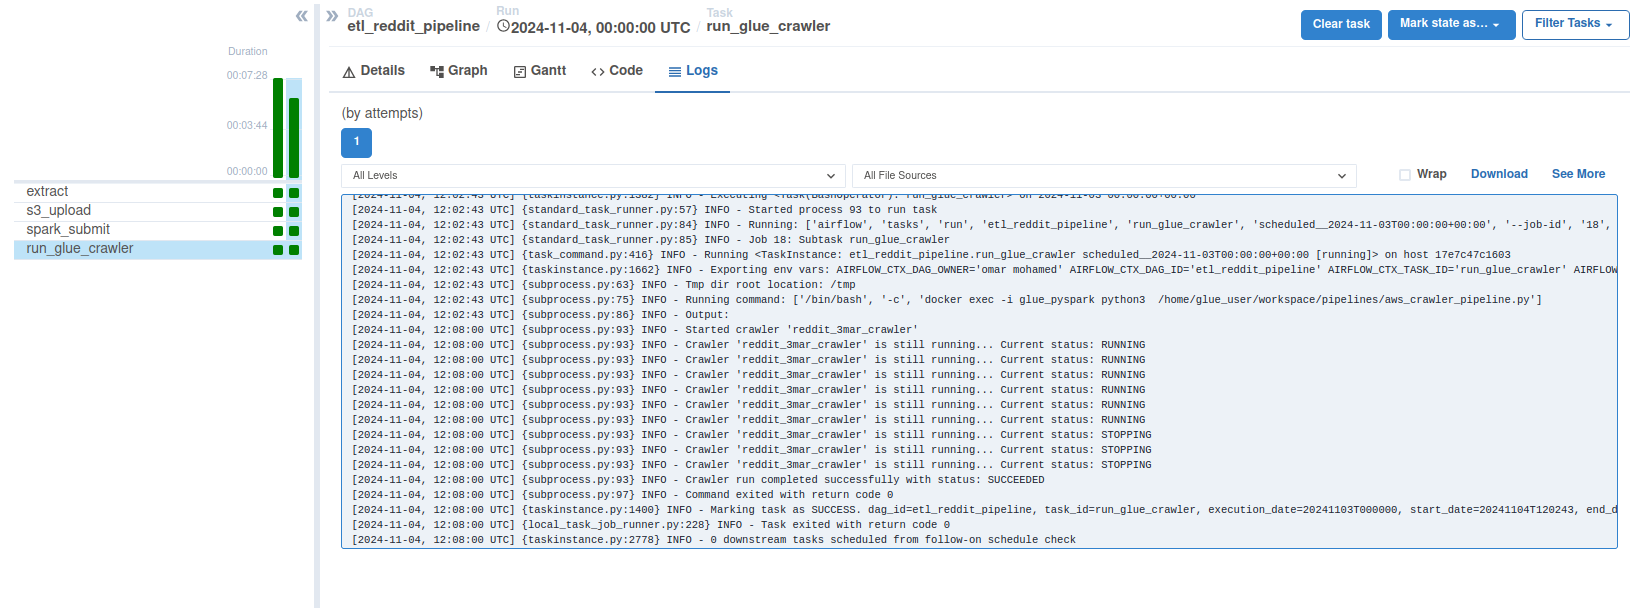 « » DAG Run Task
etl_reddit_pipeline / 2024-11-04, 00:00:00 UTC / run_glue_crawler
Clear task Mark state as... Filter Tasks
Duration
00:07:28
00:03:44
00:00:00
extract
s3_upload
spark_submit
run_glue_crawler
Details Graph Gantt <> Code Logs
(by attempts)
1
All Levels All File Sources Wrap Download See More
[2024-11-04, 12:02:43 UTC] {taskinstance.py:1382} INFO - Executing <Task(BashOperator): run_glue_crawler> on 2024-11-03 00:00:00+00:00
[2024-11-04, 12:02:43 UTC] {standard_task_runner.py:57} INFO - Started process 93 to run task
[2024-11-04, 12:02:43 UTC] {standard_task_runner.py:84} INFO - Running: ['airflow', 'tasks', 'run', 'etl_reddit_pipeline', 'run_glue_crawler', 'scheduled__2024-11-03T00:00:00+00:00', '--job-id', '18',
[2024-11-04, 12:02:43 UTC] {standard_task_runner.py:85} INFO - Job 18: Subtask run_glue_crawler
[2024-11-04, 12:02:43 UTC] {task_command.py:416} INFO - Running <TaskInstance: etl_reddit_pipeline.run_glue_crawler scheduled__2024-11-03T00:00:00+00:00 [running]> on host 17e7c47c1603
[2024-11-04, 12:02:43 UTC] {taskinstance.py:1662} INFO - Exporting env vars: AIRFLOW_CTX_DAG_OWNER='omar mohamed' AIRFLOW_CTX_DAG_ID='etl_reddit_pipeline' AIRFLOW_CTX_TASK_ID='run_glue_crawler' AIRFLOW
[2024-11-04, 12:02:43 UTC] {subprocess.py:63} INFO - Tmp dir root location: /tmp
[2024-11-04, 12:02:43 UTC] {subprocess.py:75} INFO - Running command: ['/bin/bash', '-c', 'docker exec -i glue_pyspark python3  /home/glue_user/workspace/pipelines/aws_crawler_pipeline.py']
[2024-11-04, 12:02:43 UTC] {subprocess.py:86} INFO - Output:
[2024-11-04, 12:08:00 UTC] {subprocess.py:93} INFO - Started crawler 'reddit_3mar_crawler'
[2024-11-04, 12:08:00 UTC] {subprocess.py:93} INFO - Crawler 'reddit_3mar_crawler' is still running... Current status: RUNNING
[2024-11-04, 12:08:00 UTC] {subprocess.py:93} INFO - Crawler 'reddit_3mar_crawler' is still running... Current status: RUNNING
[2024-11-04, 12:08:00 UTC] {subprocess.py:93} INFO - Crawler 'reddit_3mar_crawler' is still running... Current status: RUNNING
[2024-11-04, 12:08:00 UTC] {subprocess.py:93} INFO - Crawler 'reddit_3mar_crawler' is still running... Current status: RUNNING
[2024-11-04, 12:08:00 UTC] {subprocess.py:93} INFO - Crawler 'reddit_3mar_crawler' is still running... Current status: RUNNING
[2024-11-04, 12:08:00 UTC] {subprocess.py:93} INFO - Crawler 'reddit_3mar_crawler' is still running... Current status: RUNNING
[2024-11-04, 12:08:00 UTC] {subprocess.py:93} INFO - Crawler 'reddit_3mar_crawler' is still running... Current status: STOPPING
[2024-11-04, 12:08:00 UTC] {subprocess.py:93} INFO - Crawler 'reddit_3mar_crawler' is still running... Current status: STOPPING
[2024-11-04, 12:08:00 UTC] {subprocess.py:93} INFO - Crawler 'reddit_3mar_crawler' is still running... Current status: STOPPING
[2024-11-04, 12:08:00 UTC] {subprocess.py:93} INFO - Crawler run completed successfully with status: SUCCEEDED
[2024-11-04, 12:08:00 UTC] {subprocess.py:97} INFO - Command exited with return code 0
[2024-11-04, 12:08:00 UTC] {taskinstance.py:1400} INFO - Marking task as SUCCESS. dag_id=etl_reddit_pipeline, task_id=run_glue_crawler, execution_date=20241103T000000, start_date=20241104T120243, end_d
[2024-11-04, 12:08:00 UTC] {local_task_job_runner.py:228} INFO - Task exited with return code 0
[2024-11-04, 12:08:00 UTC] {taskinstance.py:2778} INFO - 0 downstream tasks scheduled from follow-on schedule check